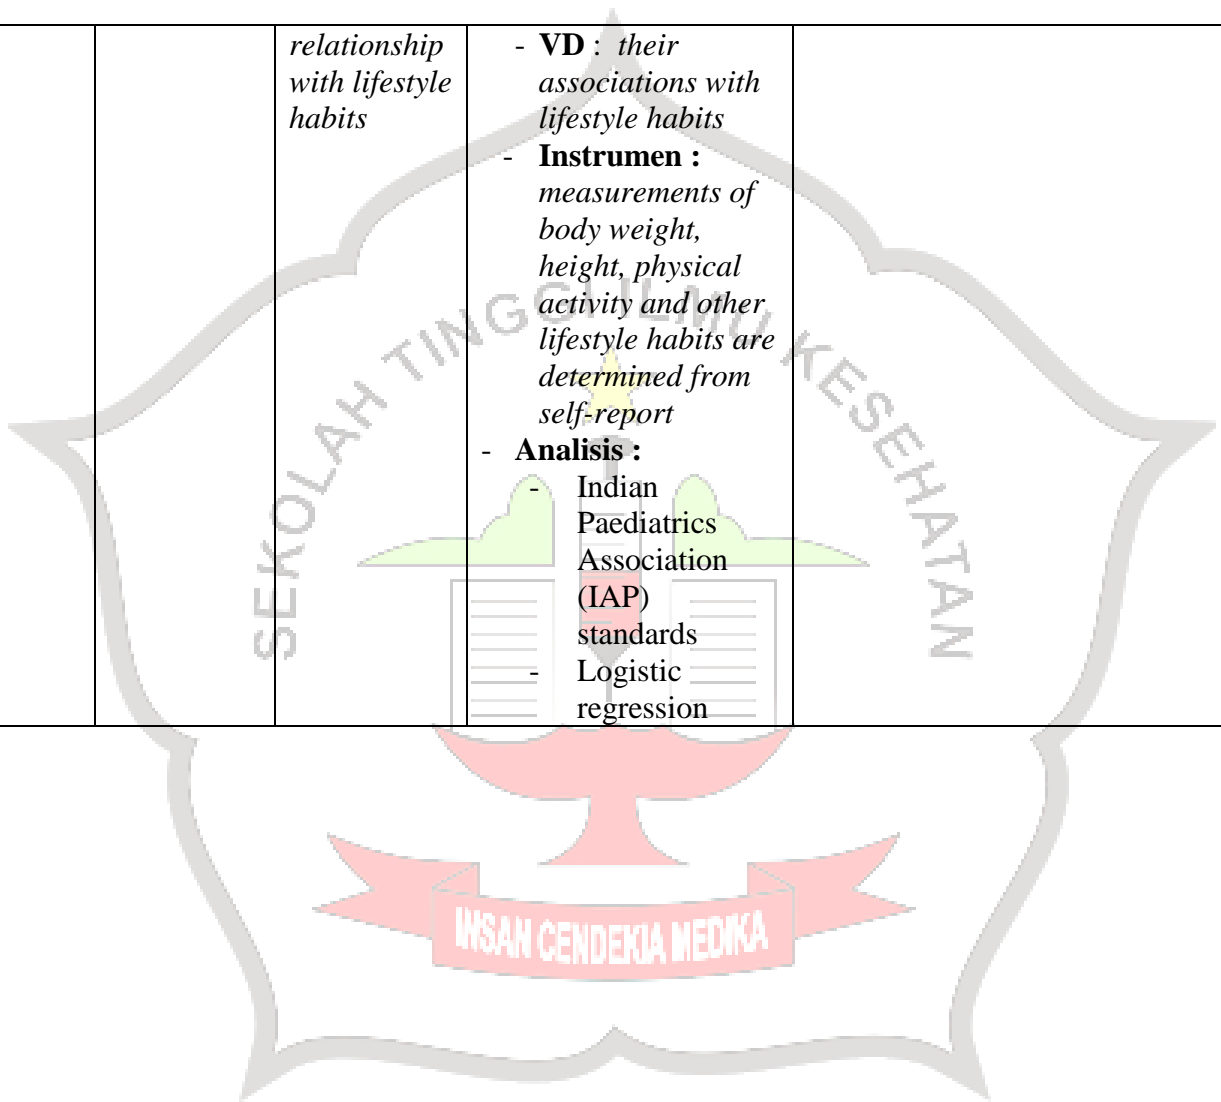 relationship
with lifestyle
habits
- VD : their
associations with
lifestyle habits
- Instrumen :
measurements of
body weight,
height, physical
activity and other
lifestyle habits are
determined from
self-report
- Analisis :
- Indian
Paediatrics
Association
(IAP)
standards
- Logistic
regression
SEKOLAH TINGGI ILMU KESEHATAN
INSAN CENDEKIA MEDIKA